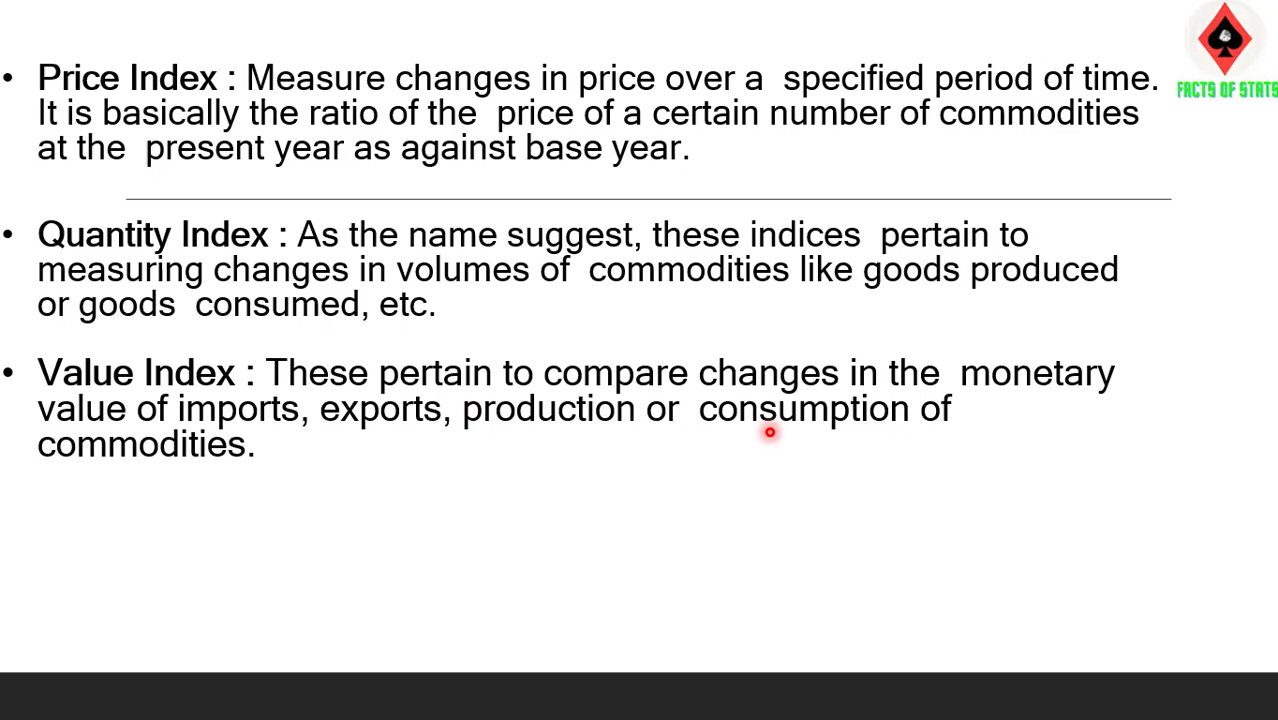 • Price Index : Measure changes in price over a specified period of time.
It is basically the ratio of the price of a certain number of commodities
at the present year as against base year.
• Quantity Index : As the name suggest, these indices pertain to
measuring changes in volumes of commodities like goods produced
or goods consumed, etc.
• Value Index : These pertain to compare changes in the monetary
value of imports, exports, production or consumption of
commodities.
FACTS OF STATS